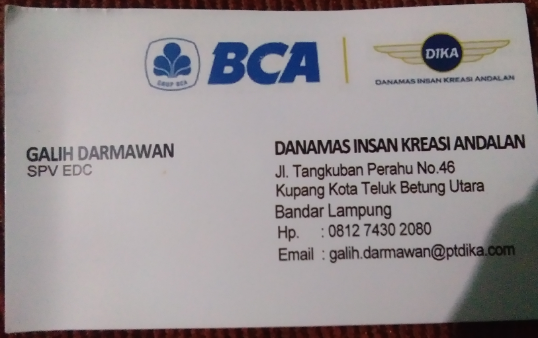 GRUP BCA
BCA
DIKA
DANAMAS INSAN KREASI ANDALAN
GALIH DARMAWAN
SPV EDC
DANAMAS INSAN KREASI ANDALAN
Jl. Tangkuban Perahu No.46
Kupang Kota Teluk Betung Utara
Bandar Lampung
Hp. : 0812 7430 2080
Email : galih.darmawan@ptdika.com